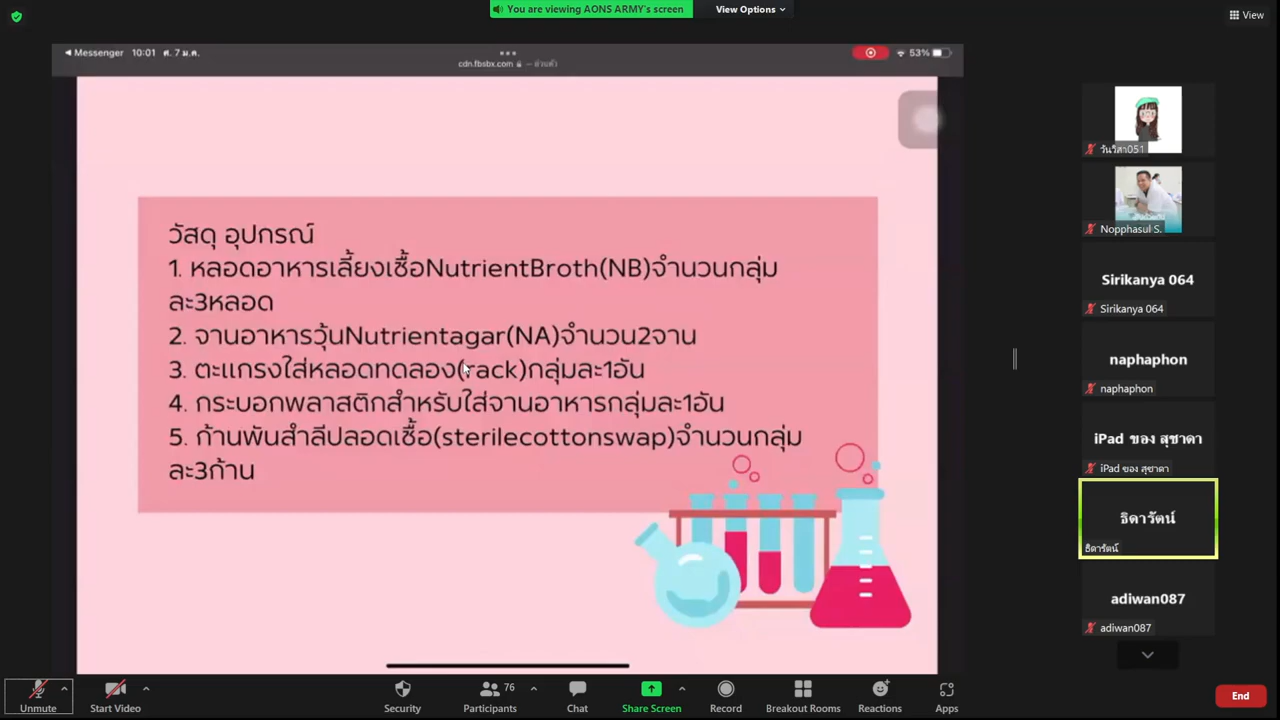 You are viewing AONS ARMY's screen
View Options
View
Messenger 10:01 ศ. 7 ม.ค.
53%
cdn.fbsbx.com — ส่วนตัว
วัสดุ อุปกรณ์
1. หลอดอาหารเลี้ยงเชื้อNutrientBroth(NB)จำนวนกลุ่ม
ละ3หลอด
2. จานอาหารวุ้นNutrientagar(NA)จำนวน2จาน
3. ตะแกรงใส่หลอดทดลอง(rack)กลุ่มละ1อัน
4. กระบอกพลาสติกสำหรับใส่จานอาหารกลุ่มละ1อัน
5. ก้านพันสำลีปลอดเชื้อ(sterilecottonswap)จำนวนกลุ่ม
ละ3ก้าน
วันวิสา051
Nopphasul S.
Sirikanya 064
Sirikanya 064
naphaphon
naphaphon
iPad ของ สุชาดา
iPad ของ สุชาดา
ธิดารัตน์
ธิดารัตน์
adiwan087
adiwan087
Unmute
Start Video
Security
Participants
76
Chat
Share Screen
Record
Breakout Rooms
Reactions
Apps
End